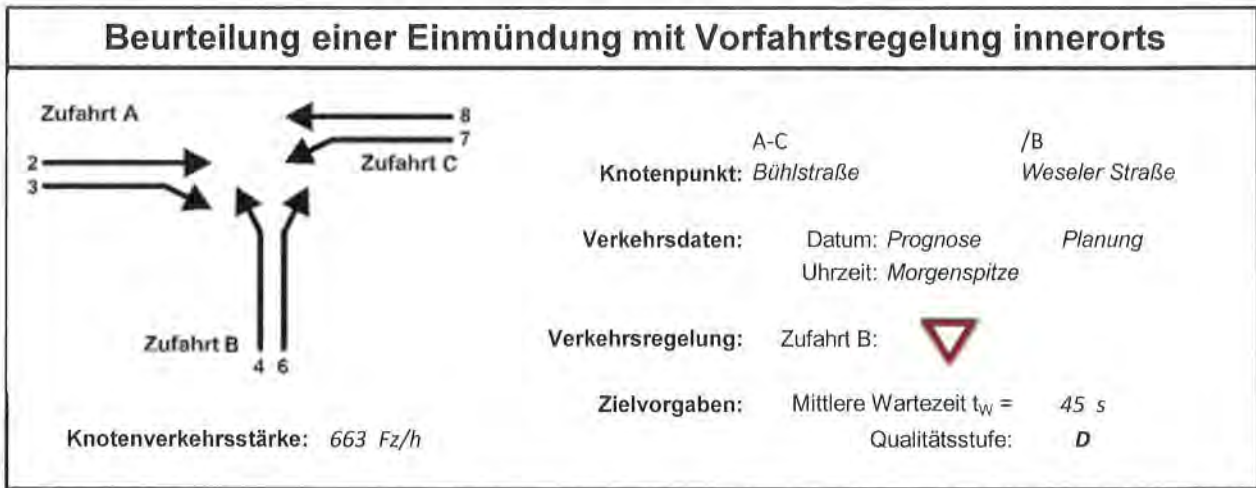 Beurteilung einer Einmündung mit Vorfahrtsregelung innerorts
Zufahrt A
8
7
2
3
Zufahrt C
Zufahrt B
4 6
Knotenverkehrsstärke: 663 Fz/h
A-C /B
Knotenpunkt: Bühlstraße Weseler Straße
Verkehrsdaten: Datum: Prognose Planung
Uhrzeit: Morgenspitze
Verkehrsregelung: Zufahrt B:
Zielvorgaben: Mittlere Wartezeit tW = 45 s
Qualitätsstufe: D